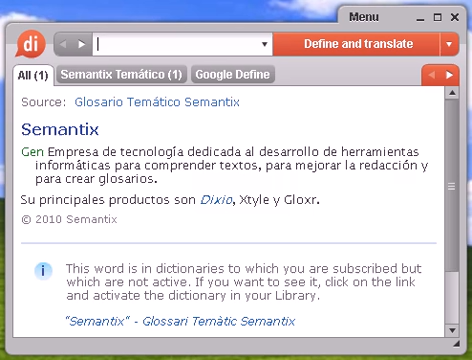 Menu
di
Define and translate
All (1)
Semantix Temático (1)
Google Define
Source: Glosario Temático Semantix
Semantix
Gen Empresa de tecnología dedicada al desarrollo de herramientas
informáticas para comprender textos, para mejorar la redacción y
para crear glosarios.
Su principales productos son Dixio, Xtyle y Gloxr.
© 2010 Semantix
i
This word is in dictionaries to which you are subscribed but
which are not active. If you want to see it, click on the link
and activate the dictionary in your Library.
"Semantix" - Glossari Temàtic Semantix